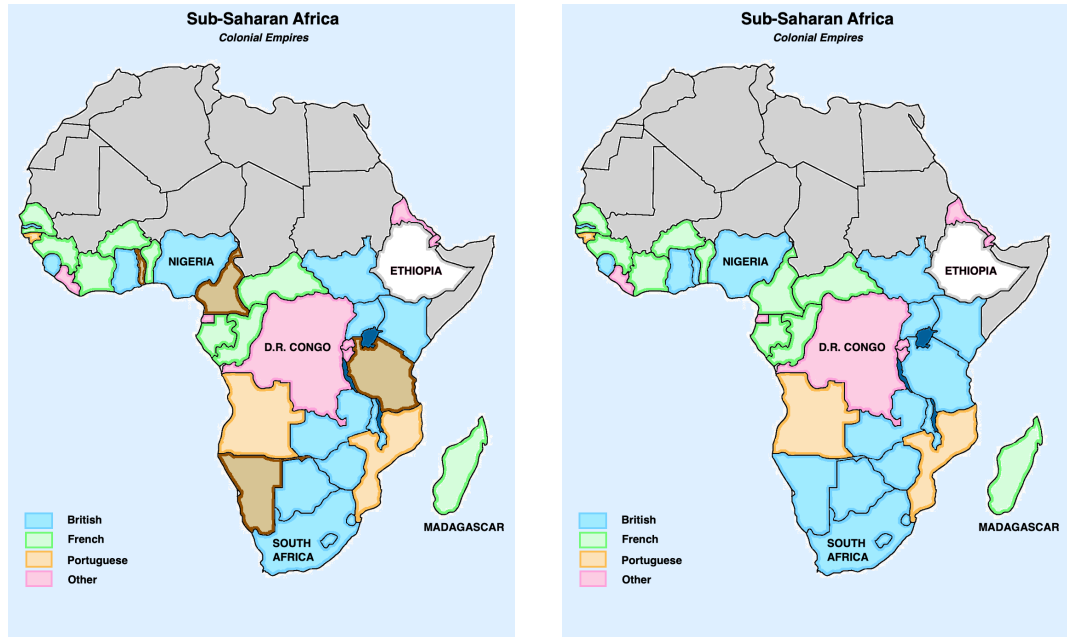 Sub-Saharan Africa
Colonial Empires
NIGERIA
ETHIOPIA
D.R. CONGO
MADAGASCAR
SOUTH
AFRICA
British
French
Portuguese
Other
Sub-Saharan Africa
Colonial Empires
NIGERIA
ETHIOPIA
D.R. CONGO
MADAGASCAR
SOUTH
AFRICA
British
French
Portuguese
Other